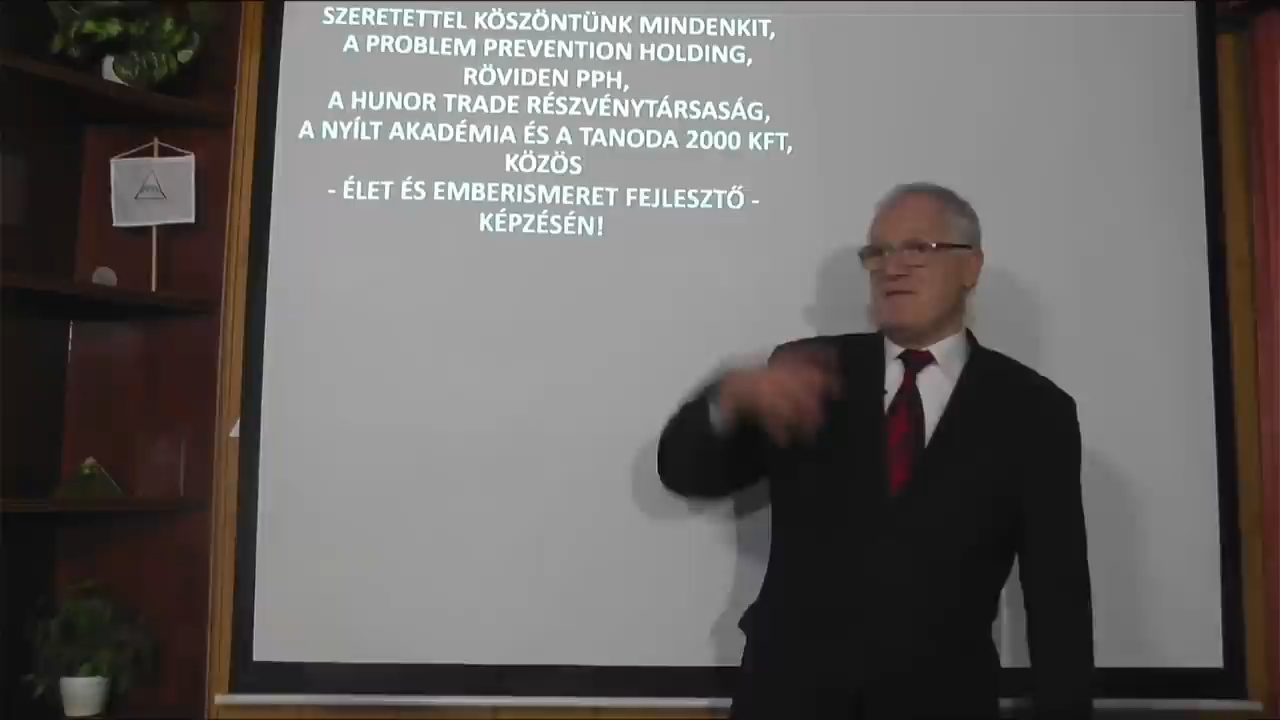 SZERETETTEL KÖSZÖNTÜNK MINDENKIT,
A PROBLEM PREVENTION HOLDING,
RÖVIDEN PPH,
A HUNOR TRADE RÉSZVÉNYTÁRSASÁG,
A NYÍLT AKADÉMIA ÉS A TANODA 2000 KFT,
KÖZÖS
- ÉLET ÉS EMBERISMERET FEJLESZTŐ -
KÉPZÉSÉN!